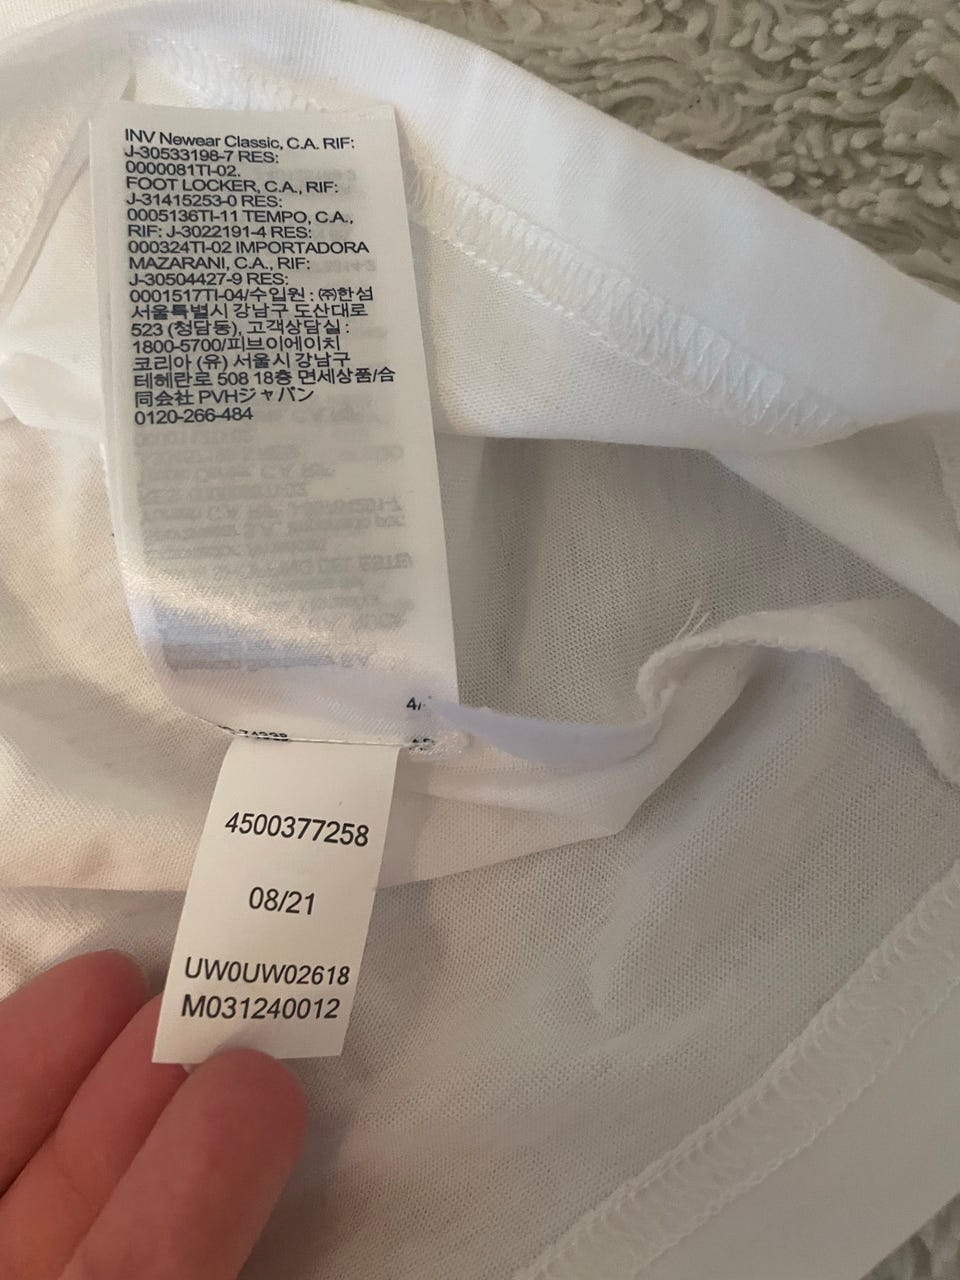 INV Newear Classic, C.A. RIF:
J-30533198-7 RES:
0000081TI-02.
FOOT LOCKER, C.A., RIF:
J-31415253-0 RES:
0005136TI-11 TEMPO, C.A.,
RIF: J-3022191-4 RES:
000324TI-02 IMPORTADORA
MAZARANI, C.A., RIF:
J-30504427-9 RES:
0001517TI-04/수입원 : ㈜한섬
서울특별시 강남구 도산대로
523 (청담동), 고객상담실 :
1800-5700/피브이에이치
코리아 (유) 서울시 강남구
테헤란로 508 18층 면세상품/合
同会社 PVHジャパン
0120-266-484
4500377258
08/21
UW0UW02618
M031240012